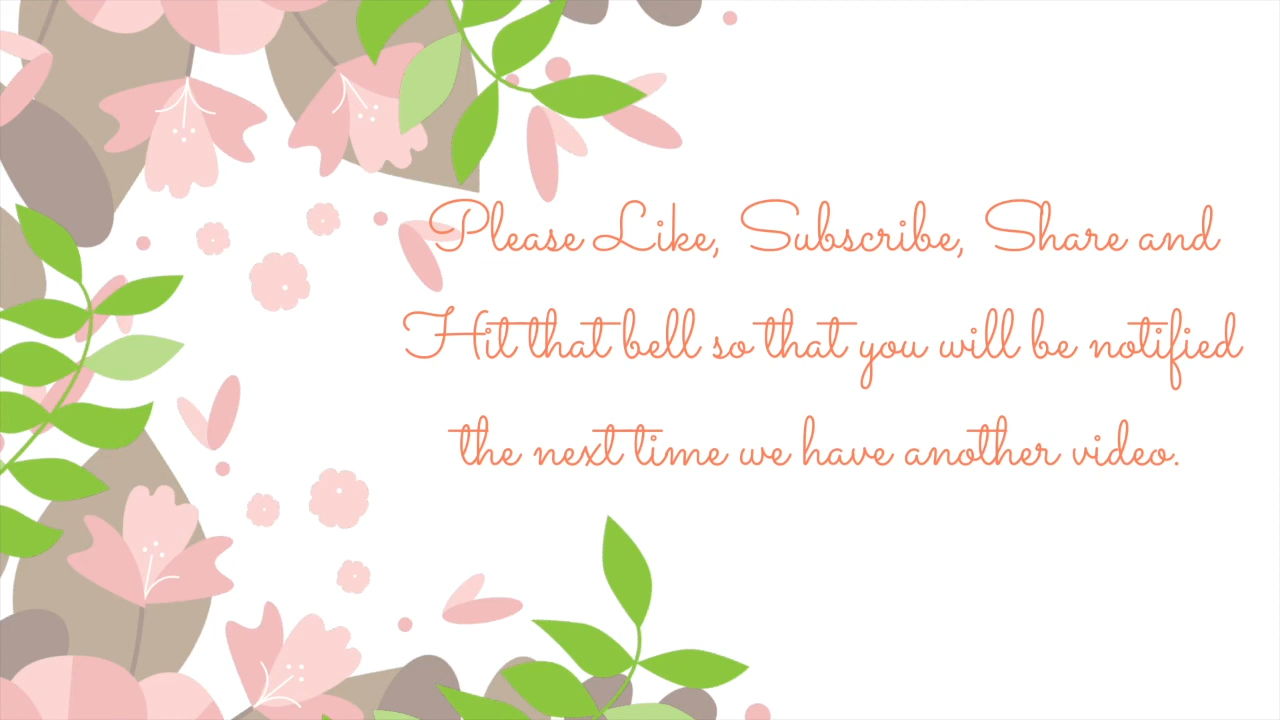 Please Like, Subscribe, Share and
Hit that bell so that you will be notified
the next time we have another video.